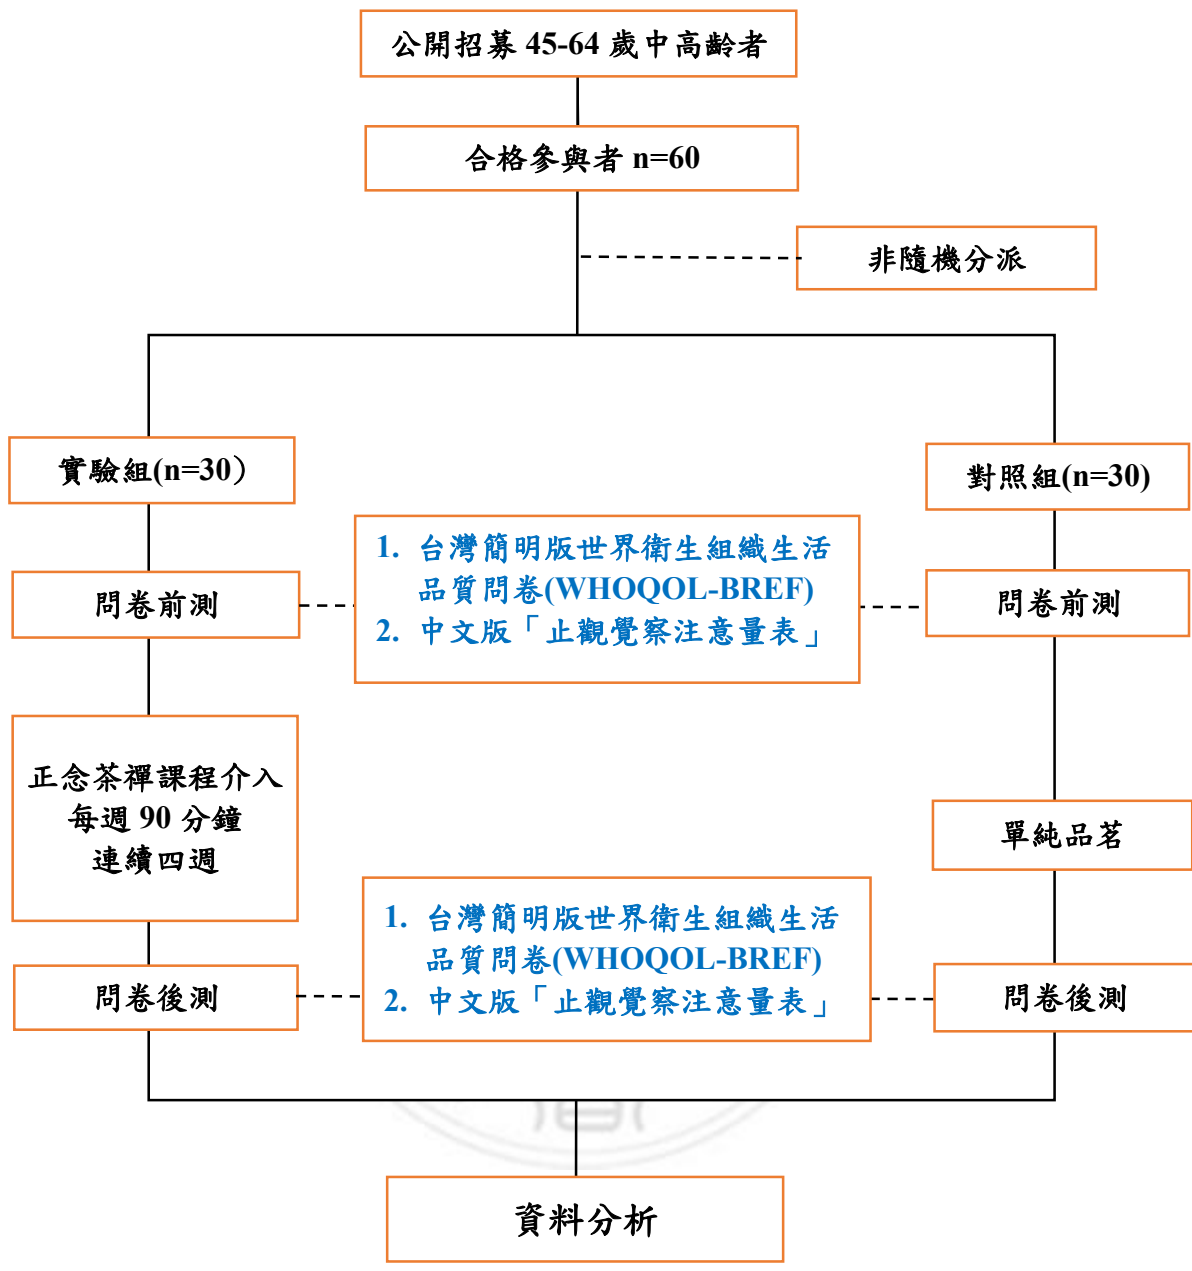 公開招募 45-64 歲中高齡者
合格參與者 n=60
非隨機分派
實驗組(n=30）
對照組(n=30)
1. 台灣簡明版世界衛生組織生活
品質問卷(WHOQOL-BREF)
2. 中文版「止觀覺察注意量表」
問卷前測
問卷前測
正念茶禪課程介入
每週 90 分鐘
連續四週
單純品茗
1. 台灣簡明版世界衛生組織生活
品質問卷(WHOQOL-BREF)
2. 中文版「止觀覺察注意量表」
問卷後測
問卷後測
資料分析